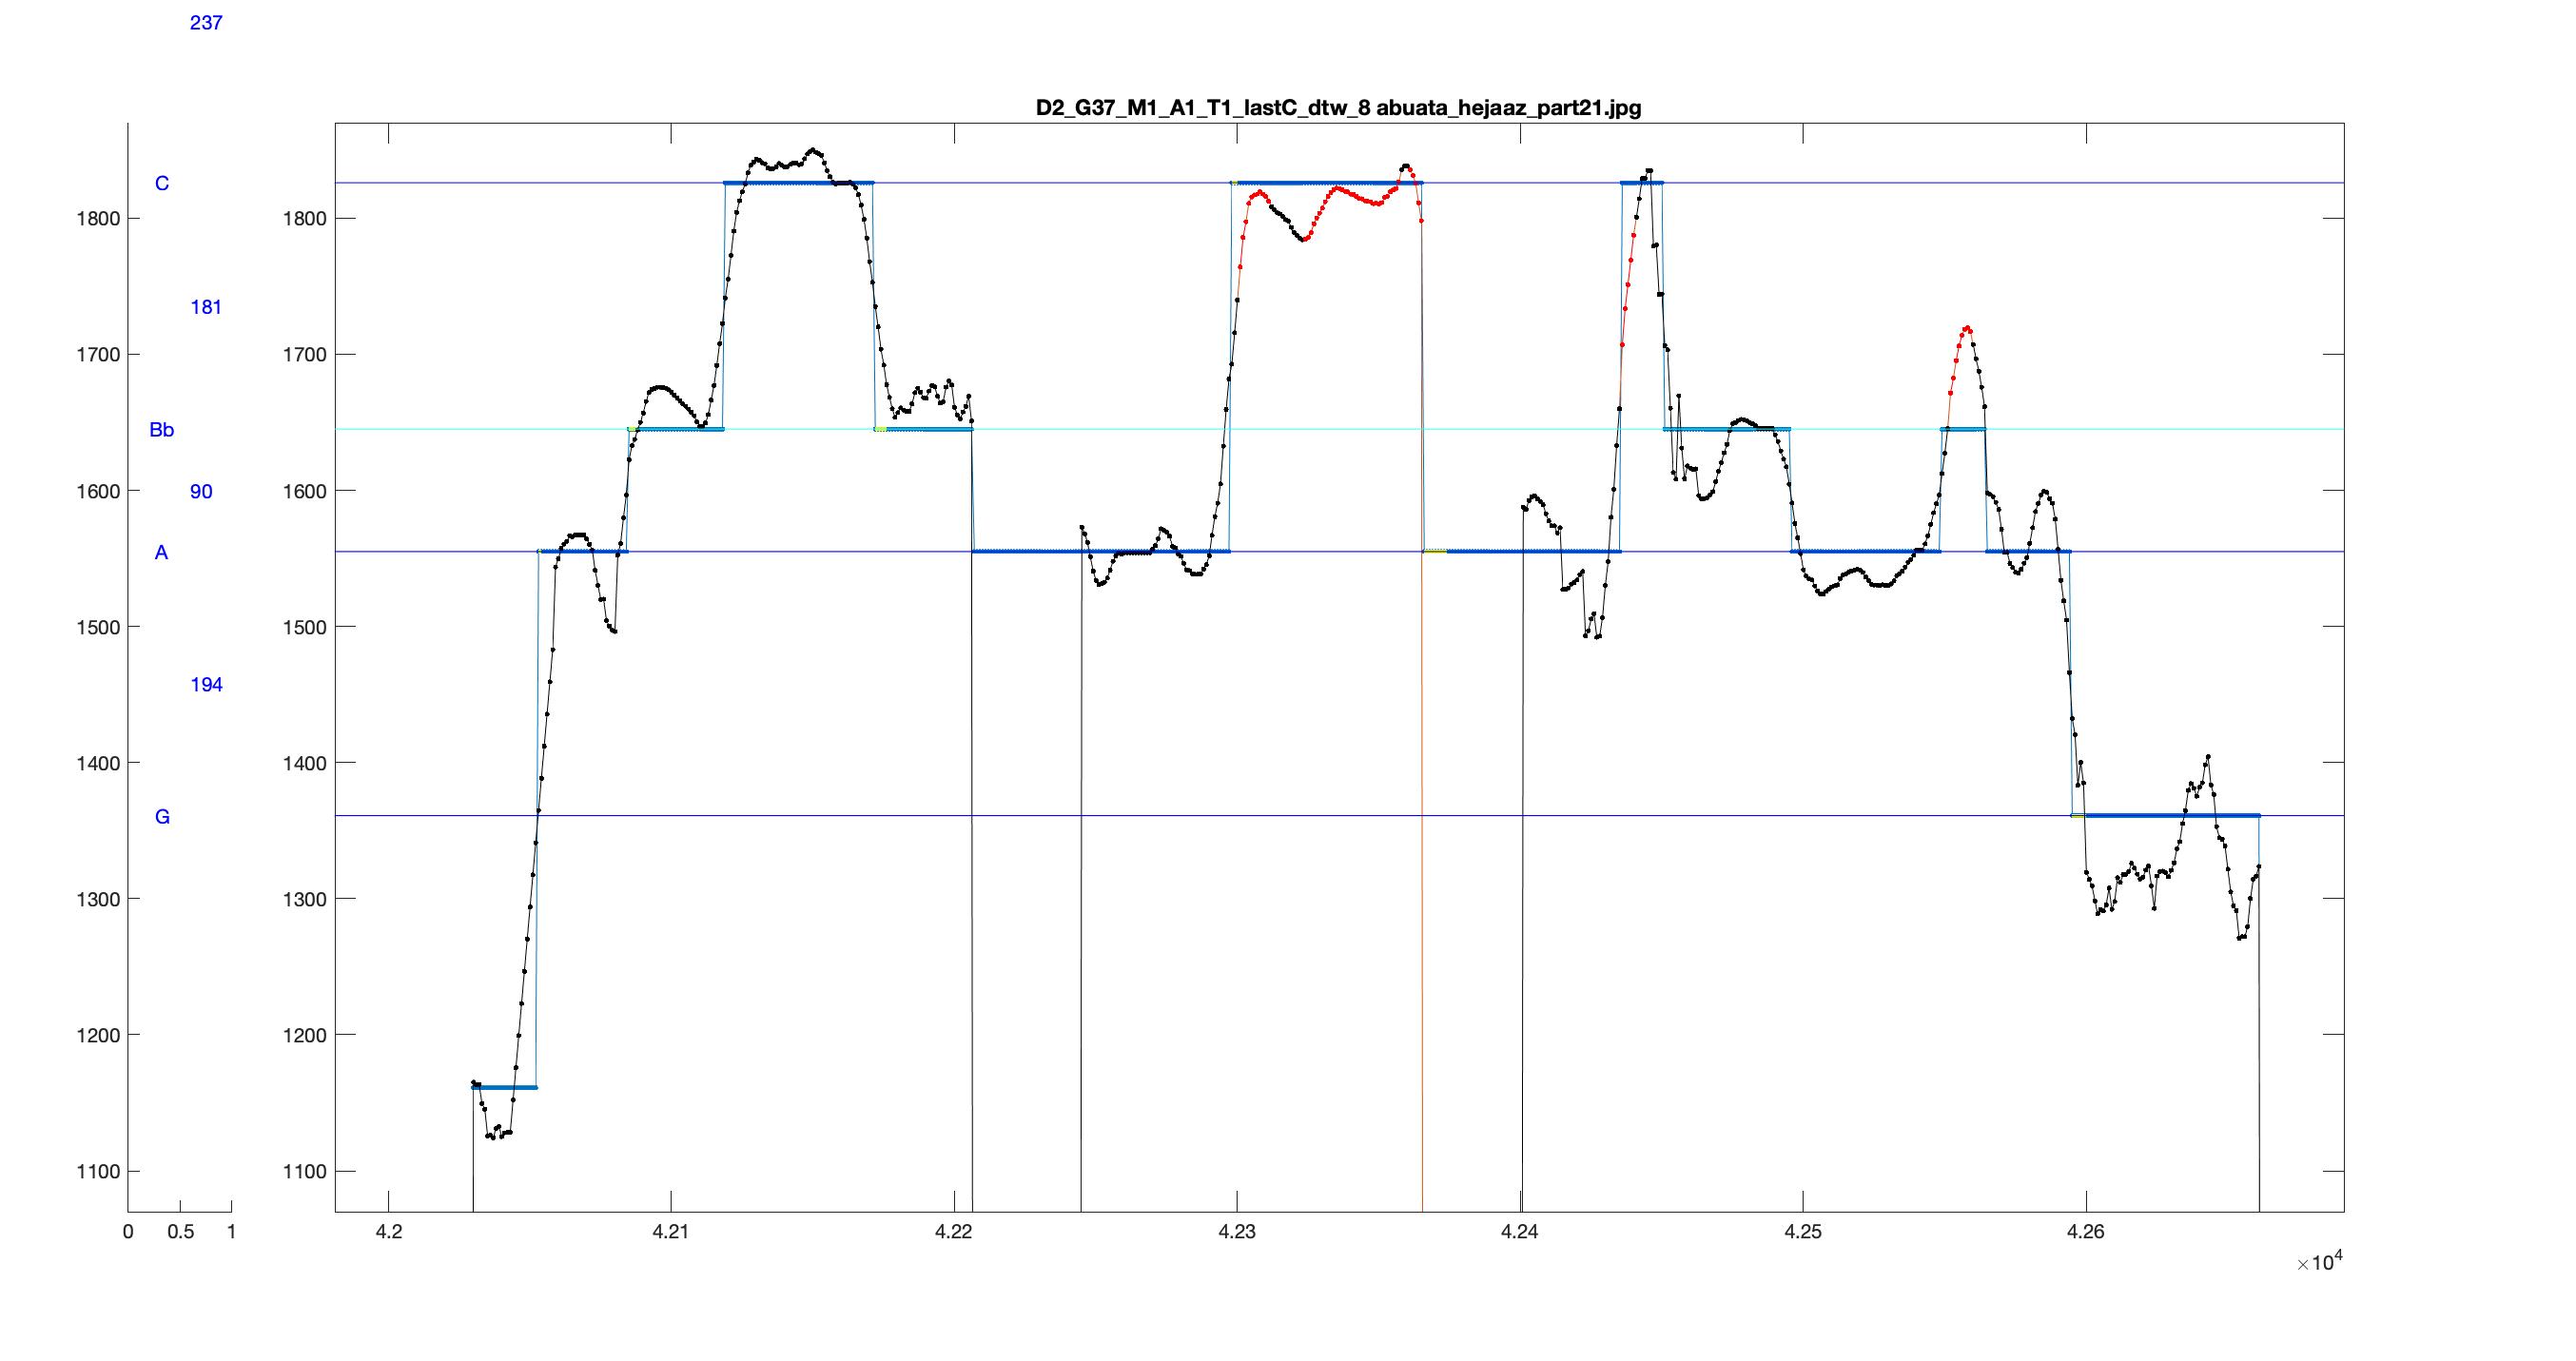 237
D2_G37_M1_A1_T1_lastC_dtw_8 abuata_hejaaz_part21.jpg
C
1800 1800
181
1700 1700
Bb
1600 90 1600
A
1500 1500
194
1400 1400
G
1300 1300
1200 1200
1100 1100
0 0.5 1 4.2 4.21 4.22 4.23 4.24 4.25 4.26
×10⁴